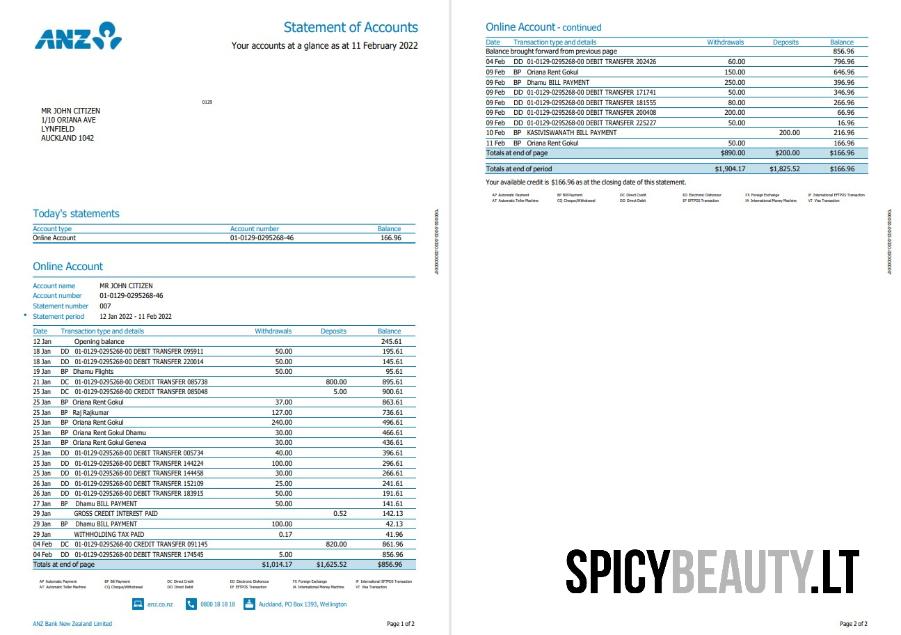 ANZ
Statement of Accounts
Your accounts at a glance as at 11 February 2022
0128
MR JOHN CITIZEN
1/10 ORIANA AVE
LYNFIELD
AUCKLAND 1042
Today's statements
Account type Account number Balance
Online Account 01-0129-0295268-46 166.96
Online Account
Account name MR JOHN CITIZEN
Account number 01-0129-0295268-46
Statement number 007
Statement period 12 Jan 2022 - 11 Feb 2022
Date Transaction type and details Withdrawals Deposits Balance
12 Jan Opening balance 245.61
18 Jan DD 01-0129-0295268-00 DEBIT TRANSFER 095911 50.00 195.61
18 Jan DD 01-0129-0295268-00 DEBIT TRANSFER 220014 50.00 145.61
19 Jan BP Dhamu Flights 50.00 95.61
21 Jan DC 01-0129-0295268-00 CREDIT TRANSFER 085738 800.00 895.61
25 Jan DC 01-0129-0295268-00 CREDIT TRANSFER 085048 5.00 900.61
25 Jan BP Oriana Rent Gokul 37.00 863.61
25 Jan BP Raj Rajkumar 127.00 736.61
25 Jan BP Oriana Rent Gokul 240.00 496.61
25 Jan BP Oriana Rent Gokul Dhamu 30.00 466.61
25 Jan BP Oriana Rent Gokul Geneva 30.00 436.61
25 Jan DD 01-0129-0295268-00 DEBIT TRANSFER 005734 40.00 396.61
25 Jan DD 01-0129-0295268-00 DEBIT TRANSFER 144224 100.00 296.61
25 Jan DD 01-0129-0295268-00 DEBIT TRANSFER 144458 30.00 266.61
26 Jan DD 01-0129-0295268-00 DEBIT TRANSFER 152109 25.00 241.61
26 Jan DD 01-0129-0295268-00 DEBIT TRANSFER 183915 50.00 191.61
27 Jan BP Dhamu BILL PAYMENT 50.00 141.61
29 Jan GROSS CREDIT INTEREST PAID 0.52 142.13
29 Jan BP Dhamu BILL PAYMENT 100.00 42.13
29 Jan WITHHOLDING TAX PAID 0.17 41.96
04 Feb DC 01-0129-0295268-00 CREDIT TRANSFER 091145 820.00 861.96
04 Feb DD 01-0129-0295268-00 DEBIT TRANSFER 174545 5.00 856.96
Totals at end of page $1,014.17 $1,625.52 $856.96
AP Automatic Payment BP Bill Payment DC Direct Credit ED Electronic Dishonour FX Foreign Exchange IF International EFTPOS Transaction
AT Automatic Teller Machine CQ Cheque/Withdrawal DD Direct Debit EF EFTPOS Transaction IA International Money Machine VT Visa Transaction
anz.co.nz 0800 18 18 18 Auckland, PO Box 1393, Wellington
ANZ Bank New Zealand Limited Page 1 of 2
Online Account - continued
Date Transaction type and details Withdrawals Deposits Balance
Balance brought forward from previous page 856.96
04 Feb DD 01-0129-0295268-00 DEBIT TRANSFER 202426 60.00 796.96
09 Feb BP Oriana Rent Gokul 150.00 646.96
09 Feb BP Dhamu BILL PAYMENT 250.00 396.96
09 Feb DD 01-0129-0295268-00 DEBIT TRANSFER 171741 50.00 346.96
09 Feb DD 01-0129-0295268-00 DEBIT TRANSFER 181555 80.00 266.96
09 Feb DD 01-0129-0295268-00 DEBIT TRANSFER 200408 200.00 66.96
09 Feb DD 01-0129-0295268-00 DEBIT TRANSFER 225227 50.00 16.96
10 Feb BP KASIVISWANATH BILL PAYMENT 200.00 216.96
11 Feb BP Oriana Rent Gokul 50.00 166.96
Totals at end of page $890.00 $200.00 $166.96
Totals at end of period $1,904.17 $1,825.52 $166.96
Your available credit is $166.96 as at the closing date of this statement.
AP Automatic Payment BP Bill Payment DC Direct Credit ED Electronic Dishonour FX Foreign Exchange IF International EFTPOS Transaction
AT Automatic Teller Machine CQ Cheque/Withdrawal DD Direct Debit EF EFTPOS Transaction IA International Money Machine VT Visa Transaction
SPICYBEAUTY.LT
Page 2 of 2